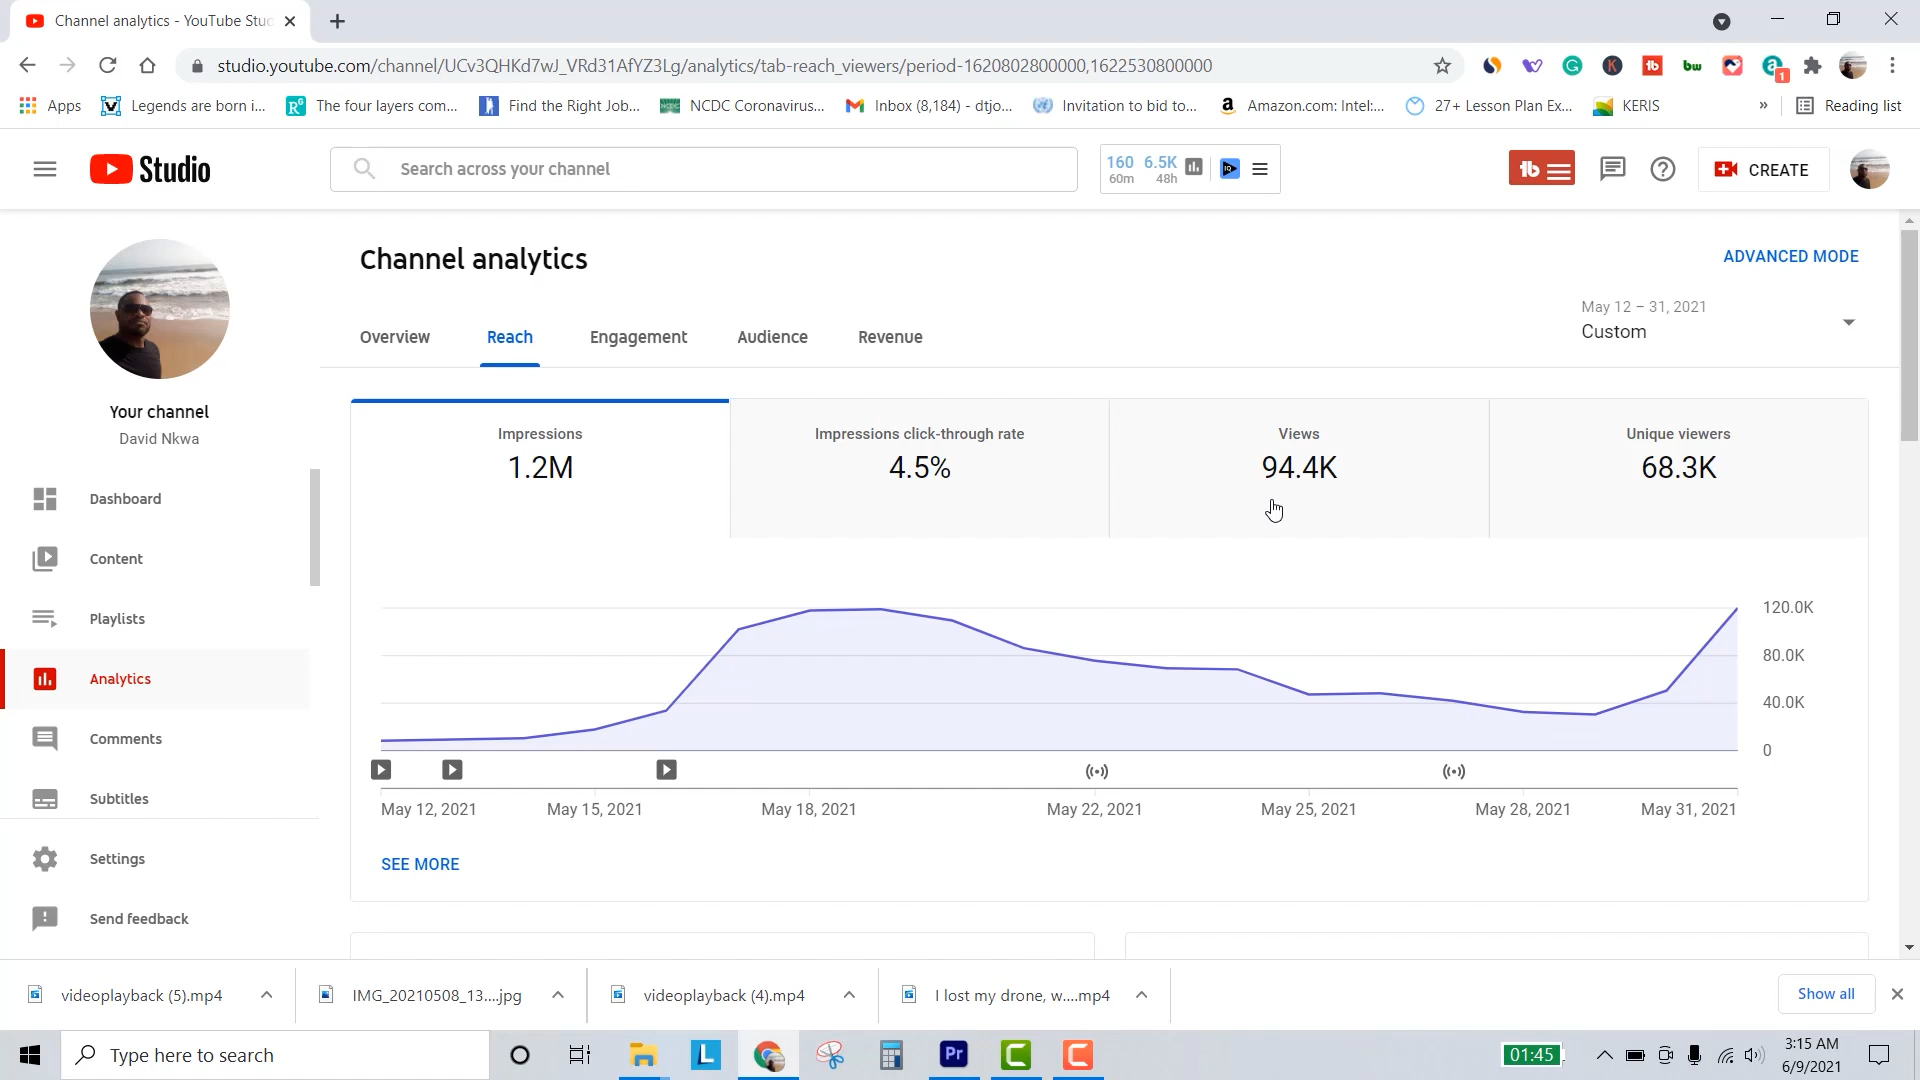 Channel analytics - YouTube Stud
studio.youtube.com/channel/UCv3QHKd7wJ_VRd31AfYZ3Lg/analytics/tab-reach_viewers/period-1620802800000,1622530800000
Apps
Legends are born i...
The four layers com...
Find the Right Job...
NCDC Coronavirus...
Inbox (8,184) - dtjo...
Invitation to bid to...
Amazon.com: Intel:...
27+ Lesson Plan Ex...
KERIS
»
Reading list
Studio
Search across your channel
160 6.5K
60m 48h
CREATE
Channel analytics
ADVANCED MODE
May 12 – 31, 2021
Custom
Overview
Reach
Engagement
Audience
Revenue
Your channel
David Nkwa
Dashboard
Content
Playlists
Analytics
Comments
Subtitles
Settings
Send feedback
Impressions
1.2M
Impressions click-through rate
4.5%
Views
94.4K
Unique viewers
68.3K
120.0K
80.0K
40.0K
0
May 12, 2021
May 15, 2021
May 18, 2021
May 22, 2021
May 25, 2021
May 28, 2021
May 31, 2021
SEE MORE
videoplayback (5).mp4
IMG_20210508_13....jpg
videoplayback (4).mp4
I lost my drone, w....mp4
Show all
Type here to search
L
Pr
01:45
3:15 AM
6/9/2021